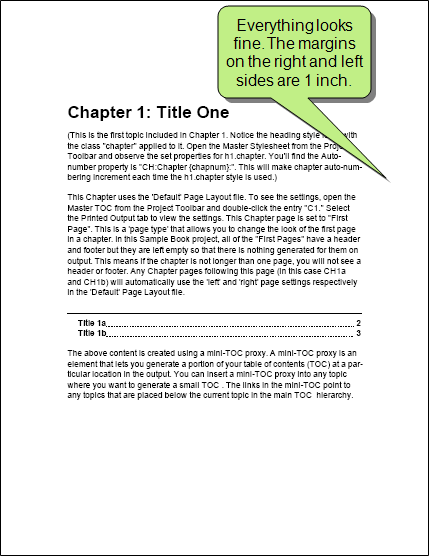 Everything looks
fine. The margins
on the right and left
sides are 1 inch.
Chapter 1: Title One
(This is the first topic included in Chapter 1. Notice the heading style with
the class "chapter" applied to it. Open the Master Stylesheet from the Project
Toolbar and observe the set properties for h1.chapter. You'll find the Auto-
number property is "CH:Chapter {chapnum}:". This will make chapter auto-num-
bering increment each time the h1.chapter style is used.)
This Chapter uses the 'Default' Page Layout file. To see the settings, open the
Master TOC from the Project Toolbar and double-click the entry "C1." Select
the Printed Output tab to view the settings. This Chapter page is set to "First
Page". This is a 'page type' that allows you to change the look of the first page
in a chapter. In this Sample Book project, all of the "First Pages" have a header
and footer but they are left empty so that there is nothing generated for them on
output. This means if the chapter is not longer than one page, you will not see a
header or footer. Any Chapter pages following this page (in this case CH1a
and CH1b) will automatically use the 'left' and 'right' page settings respectively
in the 'Default' Page Layout file.
Title 1a 2
Title 1b 3
The above content is created using a mini-TOC proxy. A mini-TOC proxy is an
element that lets you generate a portion of your table of contents (TOC) at a par-
ticular location in the output. You can insert a mini-TOC proxy into any topic
where you want to generate a small TOC . The links in the mini-TOC point to
any topics that are placed below the current topic in the main TOC hierarchy.